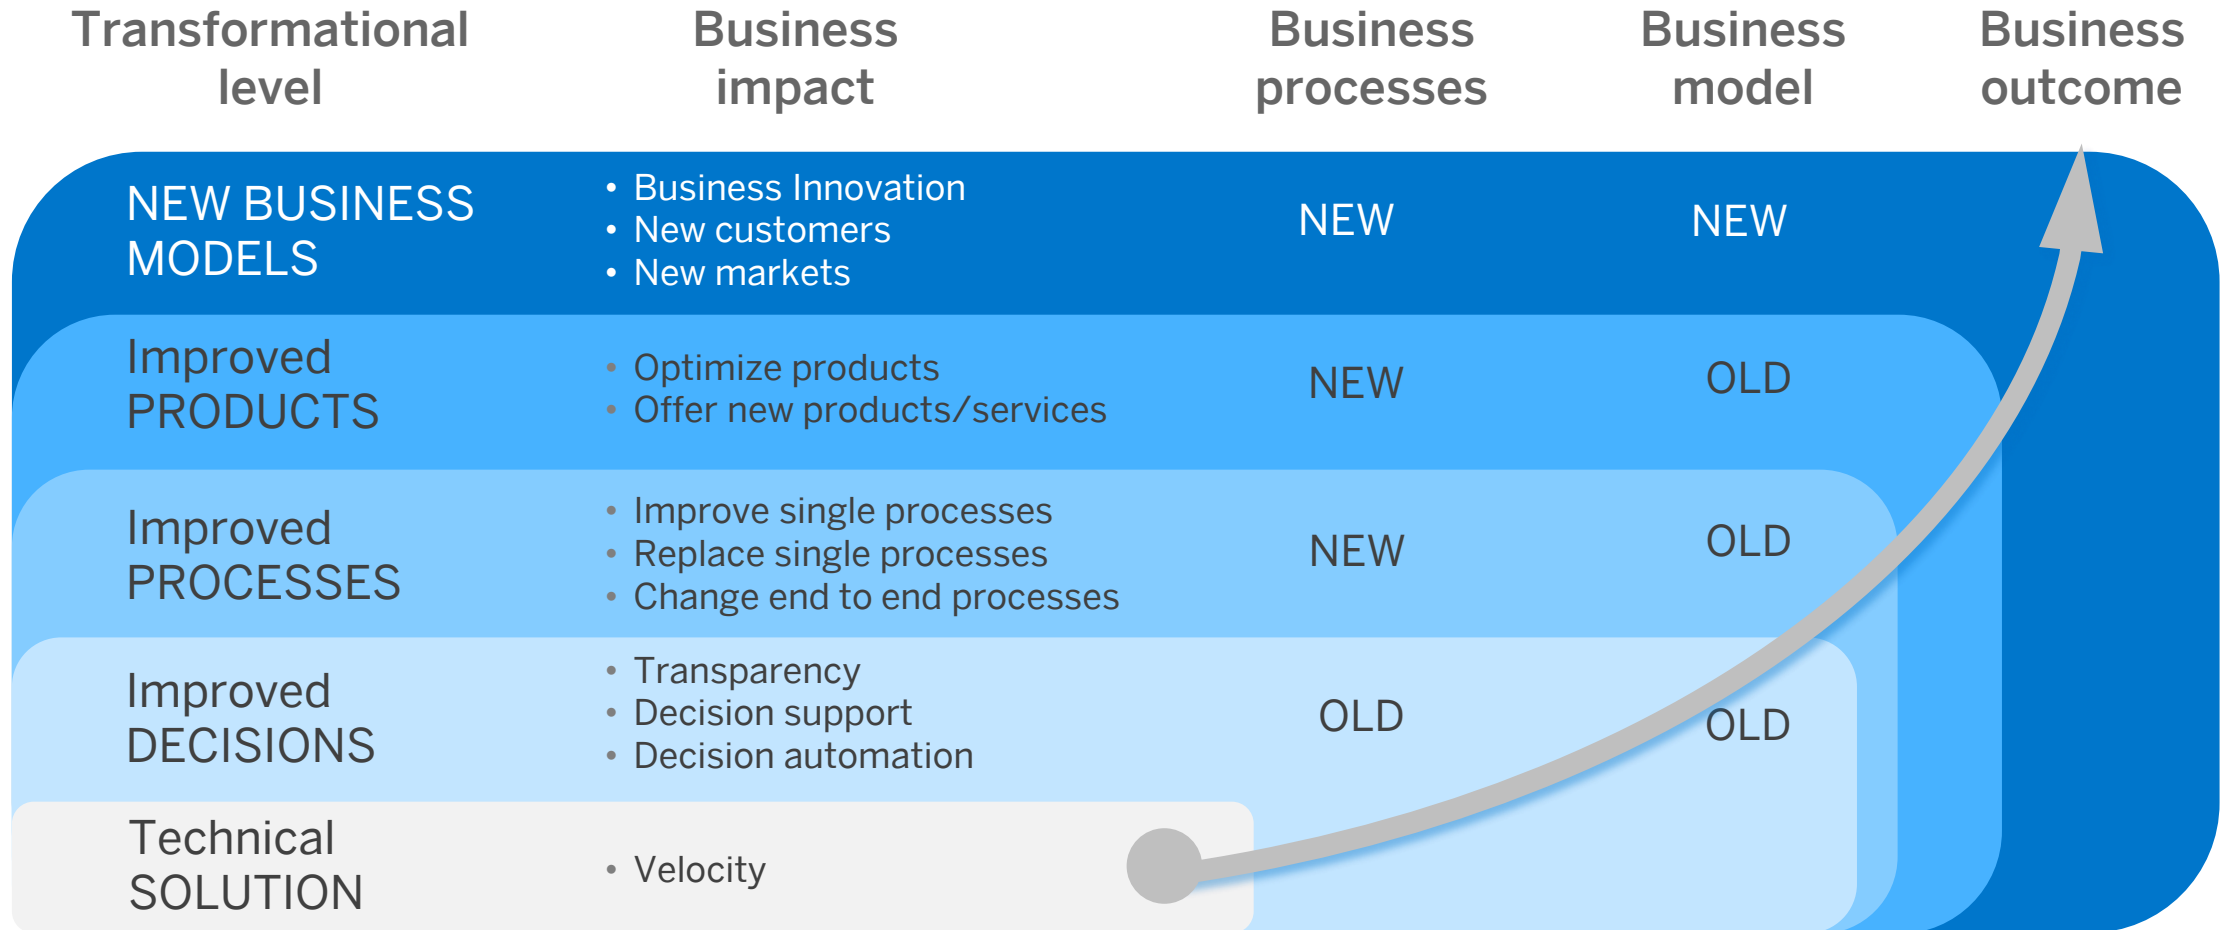 Transformational
level
Business
impact
Business
processes
Business
model
Business
outcome
NEW BUSINESS
MODELS
• Business Innovation
• New customers
• New markets
NEW
NEW
Improved
PRODUCTS
• Optimize products
• Offer new products/services
NEW
OLD
Improved
PROCESSES
• Improve single processes
• Replace single processes
• Change end to end processes
NEW
OLD
Improved
DECISIONS
• Transparency
• Decision support
• Decision automation
OLD
OLD
Technical
SOLUTION
• Velocity